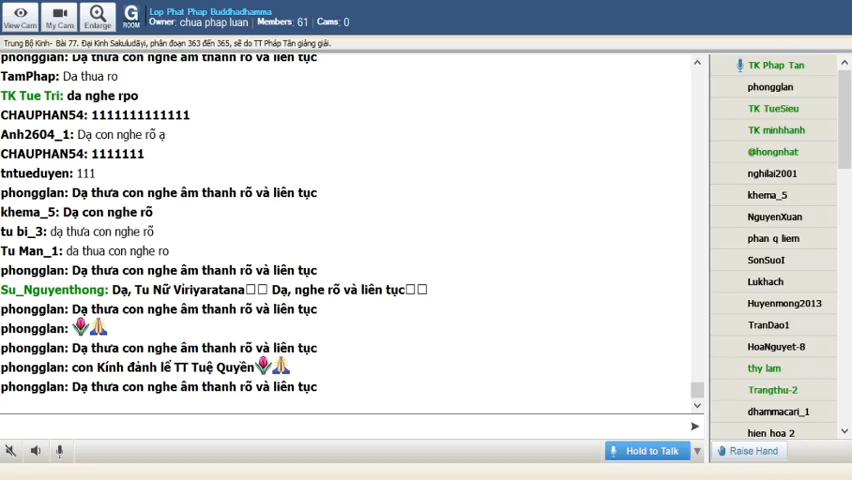 View Cam
My Cam
Enlarge
G
ROOM
Lop Phat Phap Buddhadhamma
Owner: chua phap luan Members: 61 Cams: 0
Trung Bộ Kinh- Bài 77. Đại Kinh Sakuludāyi, phân đoạn 363 đến 365, sẽ do TT Pháp Tân giảng giải.
phongglan: Dạ thưa con nghe âm thanh rõ và liên tục
TamPhap: Da thua ro
TK Tue Tri: da nghe rpo
CHAUPHAN54: 1111111111111
Anh2604_1: Dạ con nghe rõ ạ
CHAUPHAN54: 1111111
tntueduyen: 111
phongglan: Dạ thưa con nghe âm thanh rõ và liên tục
khema_5: Dạ con nghe rõ
tu bi_3: dạ thưa con nghe rõ
Tu Man_1: da thua con nghe ro
phongglan: Dạ thưa con nghe âm thanh rõ và liên tục
Su_Nguyenthong: Dạ, Tu Nữ Viriyaratana□□ Dạ, nghe rõ và liên tục□□
phongglan: Dạ thưa con nghe âm thanh rõ và liên tục
phongglan: 🌷🙏
phongglan: Dạ thưa con nghe âm thanh rõ và liên tục
phongglan: con Kính đảnh lể TT Tuệ Quyền🌷🙏
phongglan: Dạ thưa con nghe âm thanh rõ và liên tục
Hold to Talk
TK Phap Tan
phongglan
TK TueSieu
TK minhhanh
@hongnhat
nghilai2001
khema_5
NguyenXuan
phan q liem
SonSuoI
Lukhach
Huyenmong2013
TranDao1
HoaNguyet-8
thy lam
Trangthu-2
dhammacari_1
hien hoa 2
Raise Hand